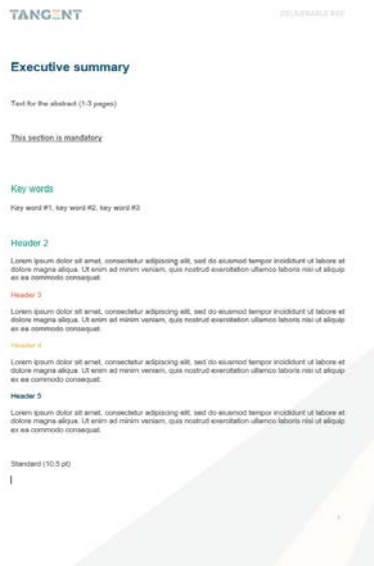 TANGENT
DELIVERABLE REF
Executive summary
Text for the abstract (1-3 pages)
This section is mandatory
Key words
Key word #1, key word #2, key word #3
Header 2
Lorem ipsum dolor sit amet, consectetur adipiscing elit, sed do eiusmod tempor incididunt ut labore et
dolore magna aliqua. Ut enim ad minim veniam, quis nostrud exercitation ullamco laboris nisi ut aliquip
ex ea commodo consequat.
Header 3
Lorem ipsum dolor sit amet, consectetur adipiscing elit, sed do eiusmod tempor incididunt ut labore et
dolore magna aliqua. Ut enim ad minim veniam, quis nostrud exercitation ullamco laboris nisi ut aliquip
ex ea commodo consequat.
Header 4
Lorem ipsum dolor sit amet, consectetur adipiscing elit, sed do eiusmod tempor incididunt ut labore et
dolore magna aliqua. Ut enim ad minim veniam, quis nostrud exercitation ullamco laboris nisi ut aliquip
ex ea commodo consequat.
Header 5
Lorem ipsum dolor sit amet, consectetur adipiscing elit, sed do eiusmod tempor incididunt ut labore et
dolore magna aliqua. Ut enim ad minim veniam, quis nostrud exercitation ullamco laboris nisi ut aliquip
ex ea commodo consequat.
Standard (10.5 pt)